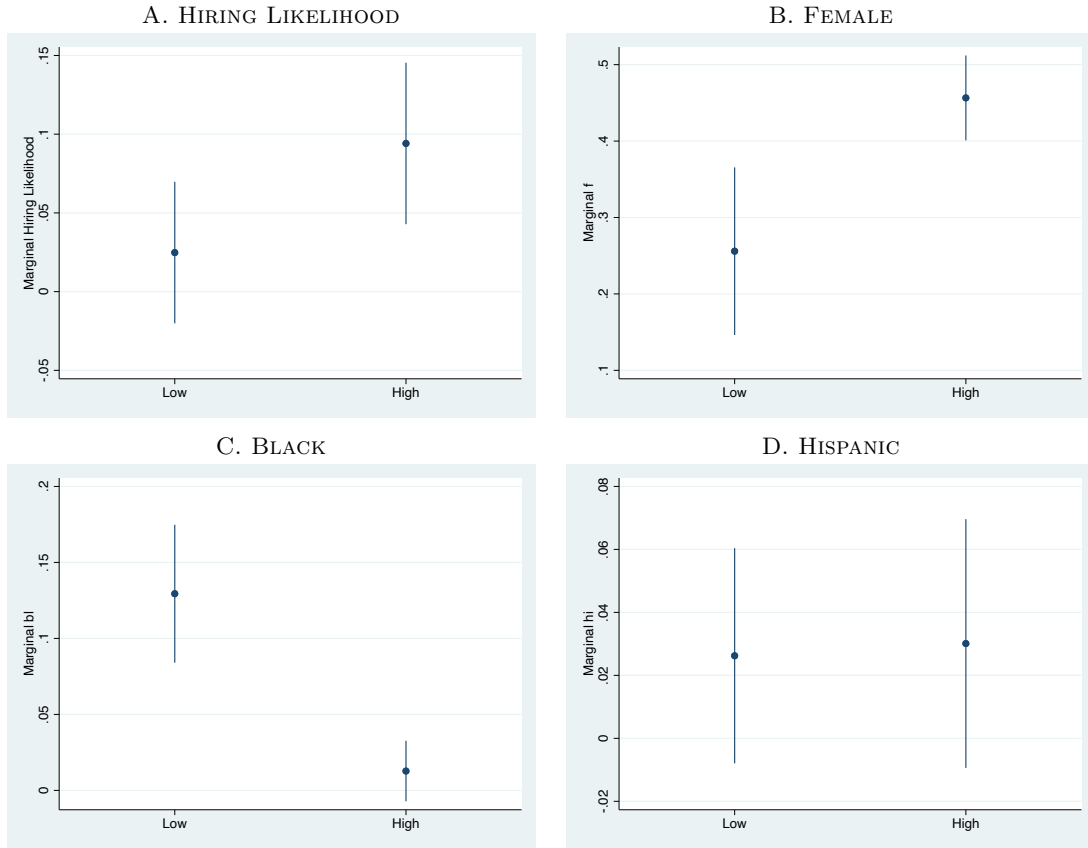 A. HIRING LIKELIHOOD
Marginal Hiring Likelihood
.15
.1
.05
0
-.05
Low High
B. FEMALE
Marginal f
.5
.4
.3
.2
.1
Low High
C. BLACK
Marginal bl
.2
.15
.1
.05
0
Low High
D. HISPANIC
Marginal hi
.08
.06
.04
.02
0
-.02
Low High